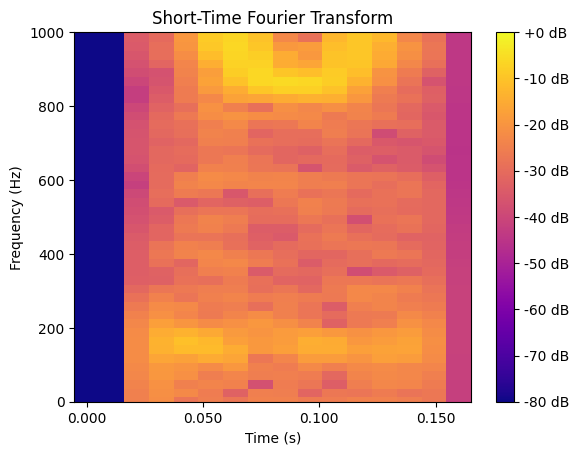 Short-Time Fourier Transform
1000
800
600
400
200
0
Frequency (Hz)
0.000
0.050
0.100
0.150
Time (s)
+0 dB
-10 dB
-20 dB
-30 dB
-40 dB
-50 dB
-60 dB
-70 dB
-80 dB